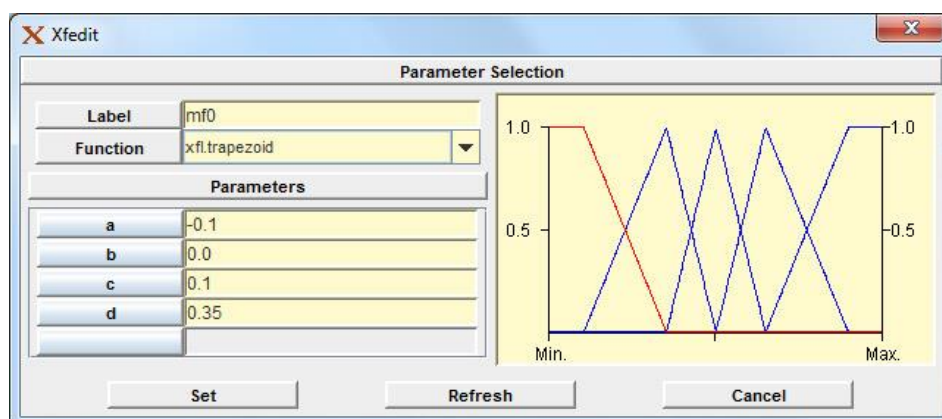 Xfedit
Parameter Selection
Label mf0
Function xfl.trapezoid
Parameters
a -0.1
b 0.0
c 0.1
d 0.35
1.0 1.0
0.5 0.5
Min. Max.
Set Refresh Cancel